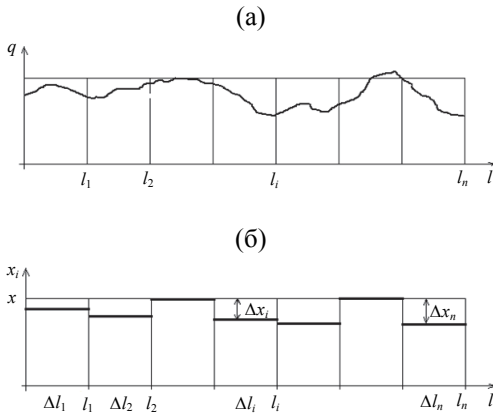 (а)
q
l₁ l₂ lᵢ lₙ l
(б)
xᵢ
x
Δxᵢ Δxₙ
Δl₁ l₁ Δl₂ l₂ Δlᵢ lᵢ Δlₙ lₙ l